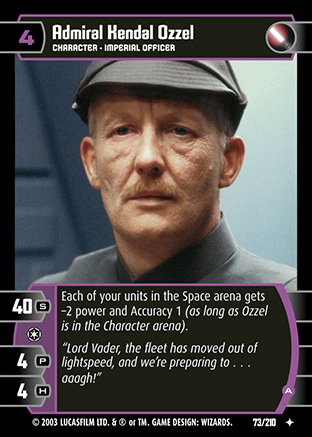 4 Admiral Kendal Ozzel
CHARACTER - IMPERIAL OFFICER
40 S
Each of your units in the Space arena gets
–2 power and Accuracy 1 (as long as Ozzel
is in the Character arena).
4 P
“Lord Vader, the fleet has moved out of
lightspeed, and we're preparing to . . .
aaagh!”
4 H
A
© 2003 LUCASFILM LTD. & ® or TM. GAME DESIGN: WIZARDS. 73/210